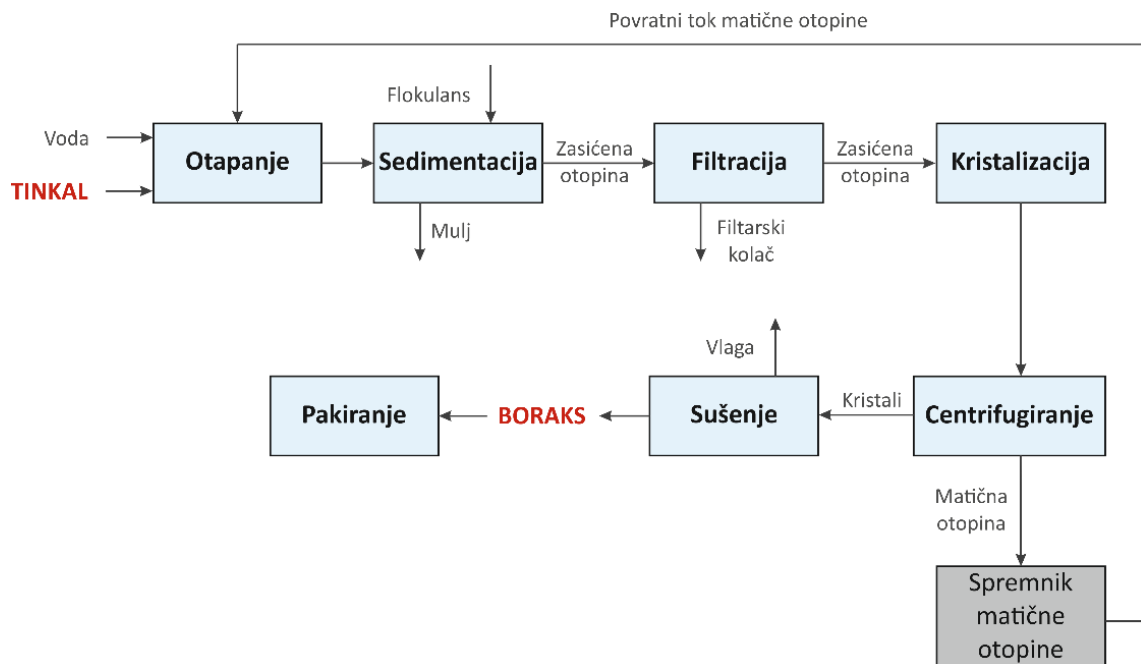 Povratni tok matične otopine
Flokulans
Voda
TINKAL
Otapanje
Sedimentacija
Zasićena
otopina
Filtracija
Zasićena
otopina
Kristalizacija
Mulj
Filtarski
kolač
Vlaga
Pakiranje
BORAKS
Sušenje
Kristali
Centrifugiranje
Matična
otopina
Spremnik
matične
otopine